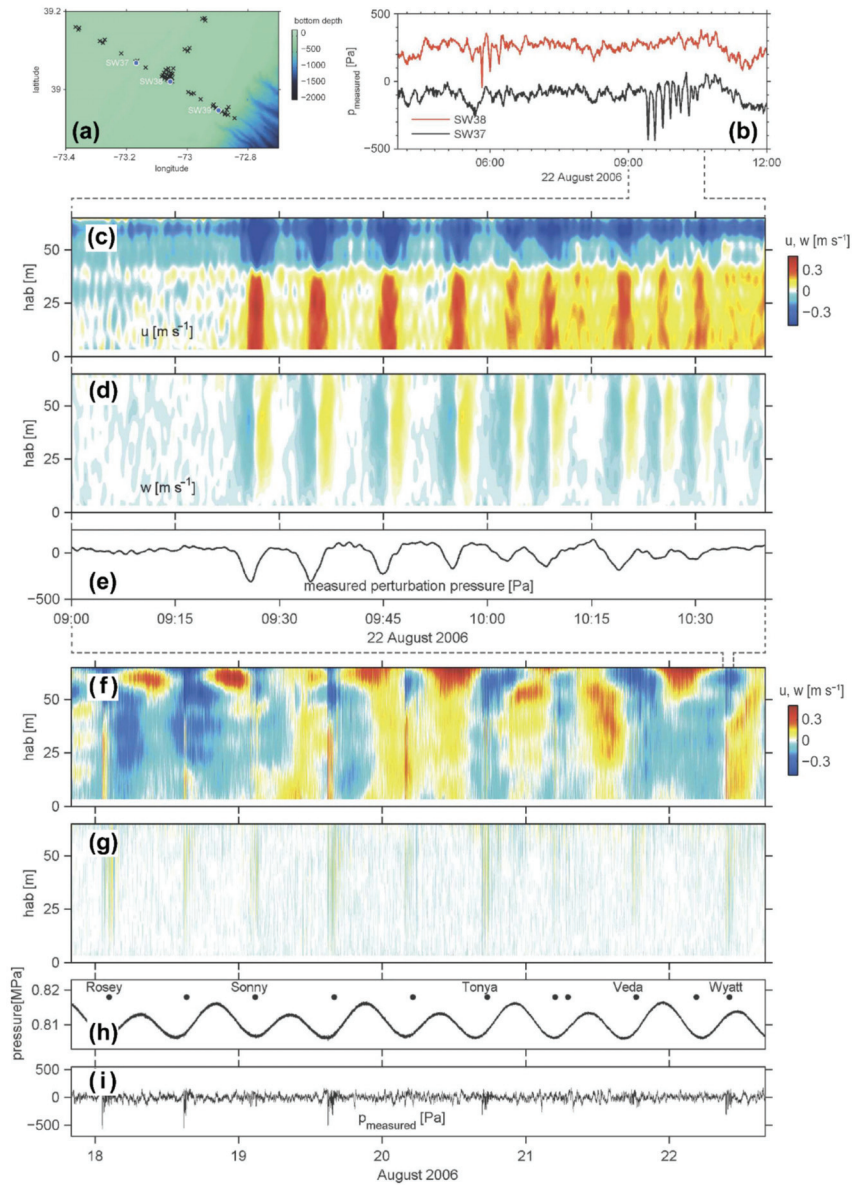 39.2
39
latitude
SW37
SW38
SW39
(a)
−73.4 −73.2 −73 −72.8
longitude
bottom depth
0
−500
−1000
−1500
−2000
500
0
−500
p measured [Pa]
SW38
SW37
(b)
06:00 09:00 12:00
22 August 2006
(c)
50
25
0
hab [m]
u [m s⁻¹]
u, w [m s⁻¹]
0.3
0
−0.3
(d)
50
25
0
hab [m]
w [m s⁻¹]
0
−500
(e)
measured perturbation pressure [Pa]
09:00 09:15 09:30 09:45 10:00 10:15 10:30
22 August 2006
(f)
50
25
0
hab [m]
u, w [m s⁻¹]
0.3
0
−0.3
(g)
50
25
0
hab [m]
Rosey Sonny Tonya Veda Wyatt
0.82
0.81
pressure[MPa]
(h)
500
0
−500
(i)
p measured [Pa]
18 19 20 21 22
August 2006